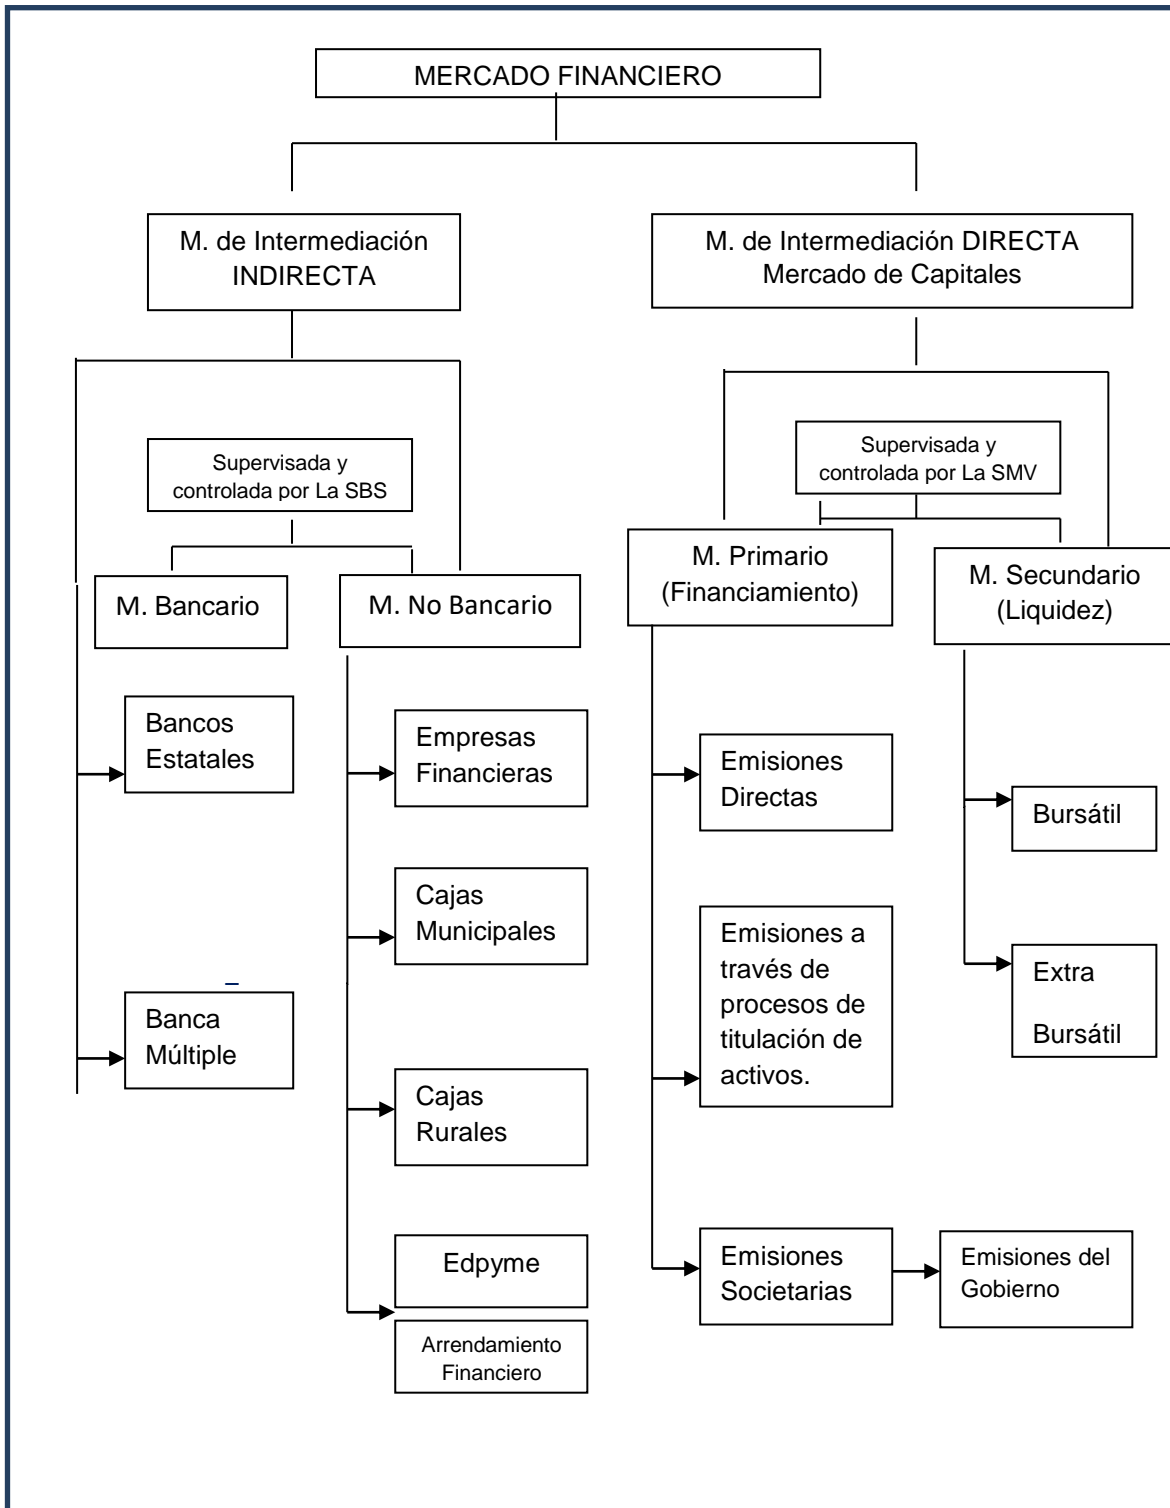 MERCADO FINANCIERO
M. de Intermediación
INDIRECTA
M. de Intermediación DIRECTA
Mercado de Capitales
Supervisada y
controlada por La SBS
Supervisada y
controlada por La SMV
M. Bancario
M. No Bancario
M. Primario
(Financiamiento)
M. Secundario
(Liquidez)
Bancos
Estatales
Banca
Múltiple
Empresas
Financieras
Cajas
Municipales
Cajas
Rurales
Edpyme
Arrendamiento
Financiero
Emisiones
Directas
Emisiones a
través de
procesos de
titulación de
activos.
Emisiones
Societarias
Emisiones del
Gobierno
Bursátil
Extra
Bursátil